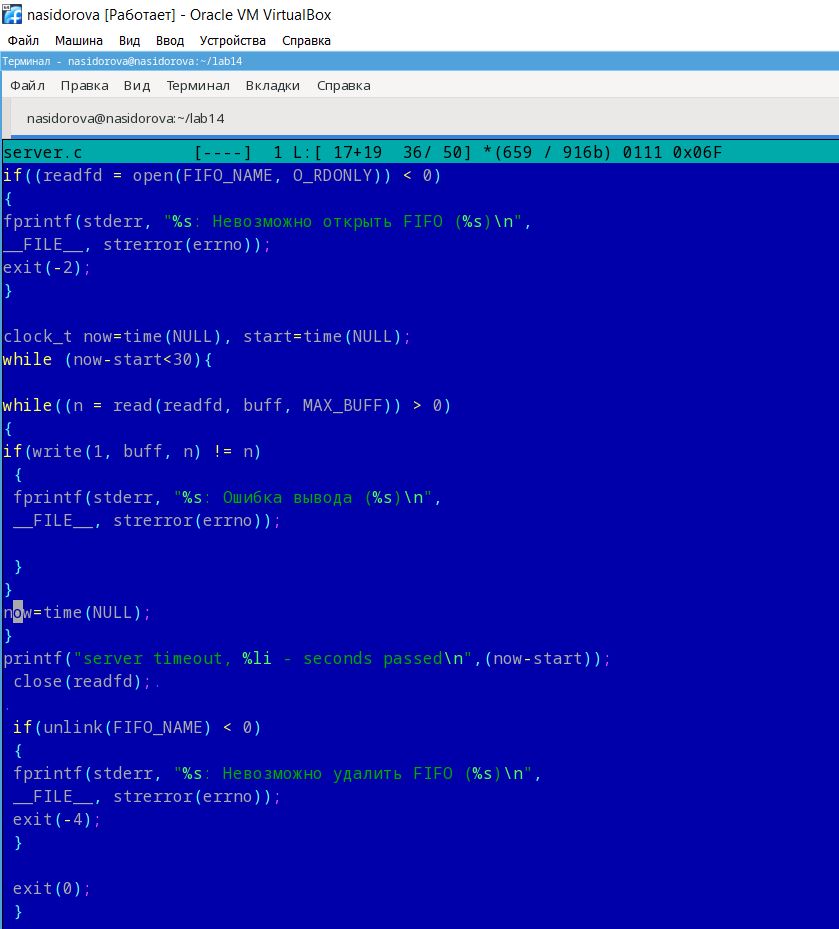 nasidorova [Работает] - Oracle VM VirtualBox
Файл Машина Вид Ввод Устройства Справка
Терминал - nasidorova@nasidorova:~/lab14
Файл Правка Вид Терминал Вкладки Справка
nasidorova@nasidorova:~/lab14
server.c [----] 1 L:[ 17+19 36/ 50] *(659 / 916b) 0111 0x06F
if((readfd = open(FIFO_NAME, O_RDONLY)) < 0)
{
fprintf(stderr, "%s: Невозможно открыть FIFO (%s)\n",
__FILE__, strerror(errno));
exit(-2);
}
clock_t now=time(NULL), start=time(NULL);
while (now-start<30){
while((n = read(readfd, buff, MAX_BUFF)) > 0)
{
if(write(1, buff, n) != n)
{
fprintf(stderr, "%s: Ошибка вывода (%s)\n",
__FILE__, strerror(errno));
}
}
now=time(NULL);
}
printf("server timeout, %li - seconds passed\n",(now-start));
close(readfd);.
.
if(unlink(FIFO_NAME) < 0)
{
fprintf(stderr, "%s: Невозможно удалить FIFO (%s)\n",
__FILE__, strerror(errno));
exit(-4);
}
exit(0);
}